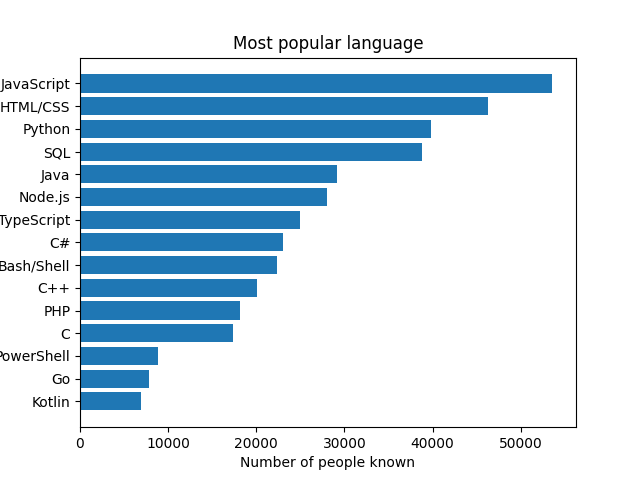 Most popular language
JavaScript
HTML/CSS
Python
SQL
Java
Node.js
TypeScript
C#
Bash/Shell
C++
PHP
C
PowerShell
Go
Kotlin
0 10000 20000 30000 40000 50000
Number of people known